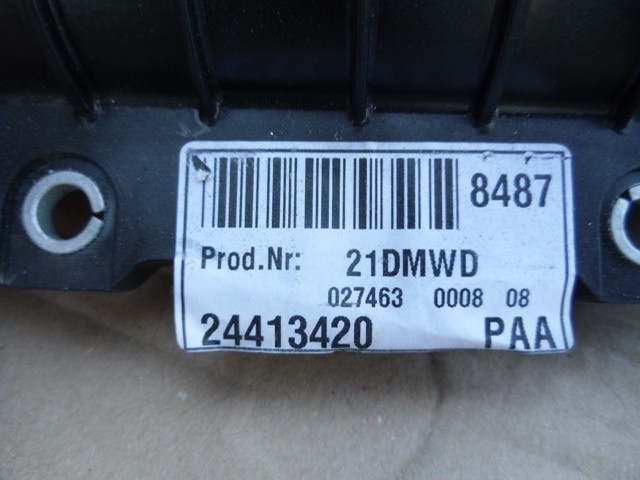 8487
Prod.Nr: 21DMWD
027463 0008 08
24413420 PAA